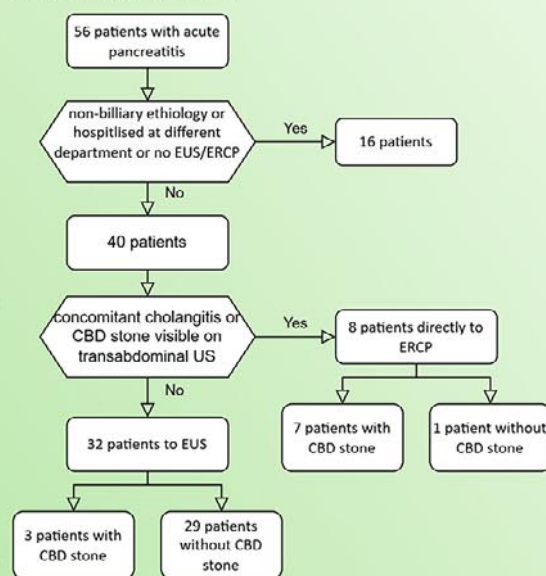 56 patients with acute
pancreatitis
non-billiary ethiology or
hospitlised at different
department or no EUS/ERCP
Yes
16 patients
No
40 patients
concomitant cholangitis or
CBD stone visible on
transabdominal US
Yes
8 patients directly to
ERCP
No
7 patients with
CBD stone
1 patient without
CBD stone
32 patients to EUS
3 patients with
CBD stone
29 patients
without CBD
stone